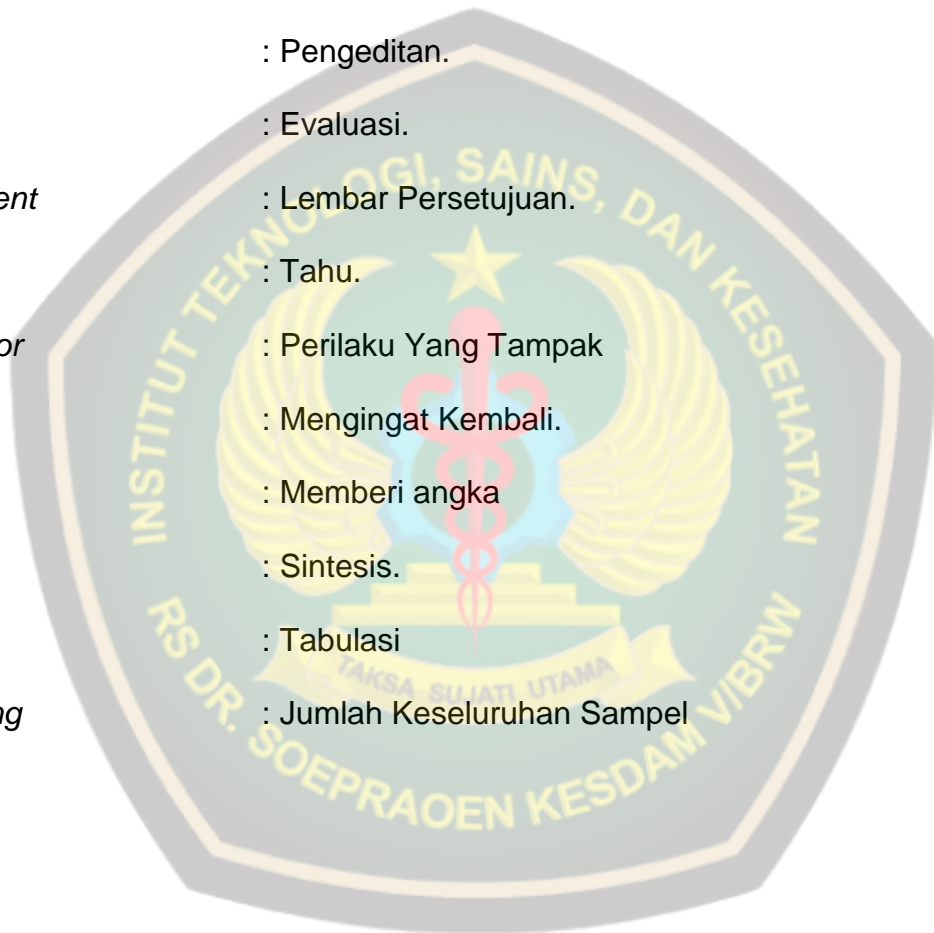 : Pengeditan.
: Evaluasi.
ent : Lembar Persetujuan.
: Tahu.
or : Perilaku Yang Tampak
: Mengingat Kembali.
: Memberi angka
: Sintesis.
: Tabulasi
ng : Jumlah Keseluruhan Sampel
INSTITUT TEKNOLOGI, SAINS, DAN KESEHATAN
TAKSA SUJATI UTAMA
RS DR. SOEPRAOEN KESDAM V/BRW